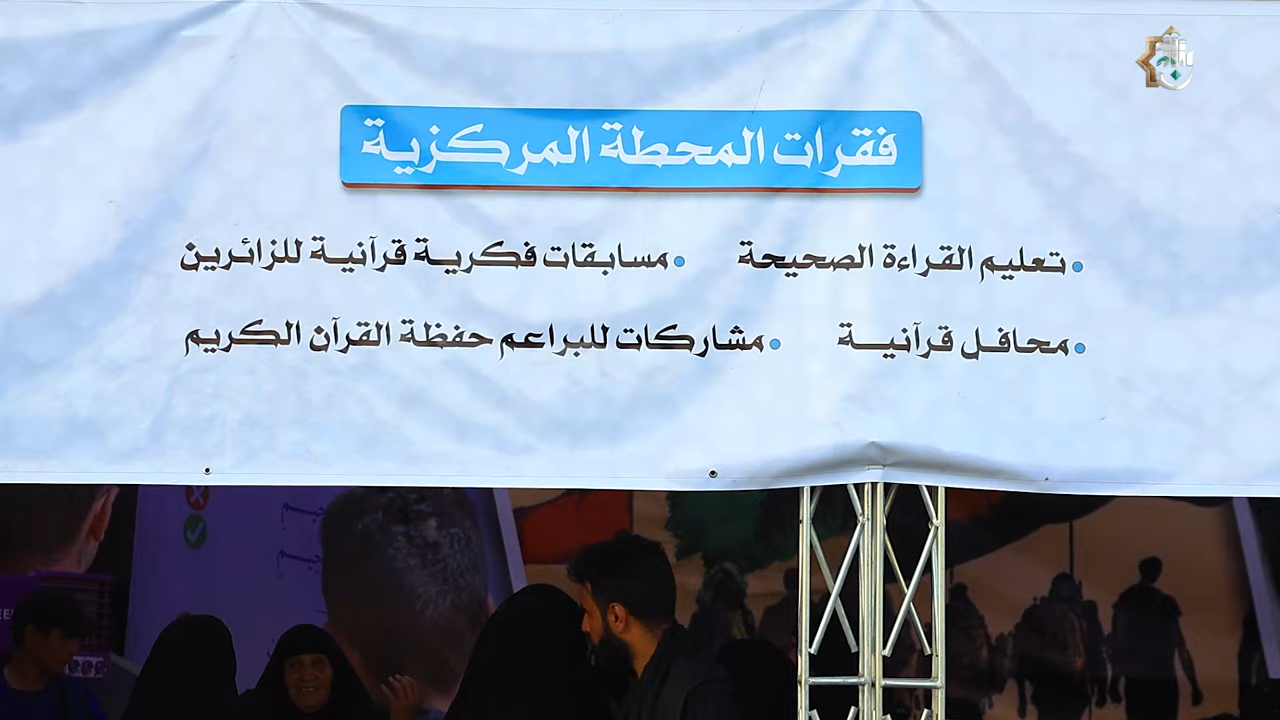 فقرات المحطة المركزية
• تعليم القراءة الصحيحة • مسابقات فكرية قرآنية للزائرين
• محافل قرآنية • مشاركات للبراعم حفظة القرآن الكريم